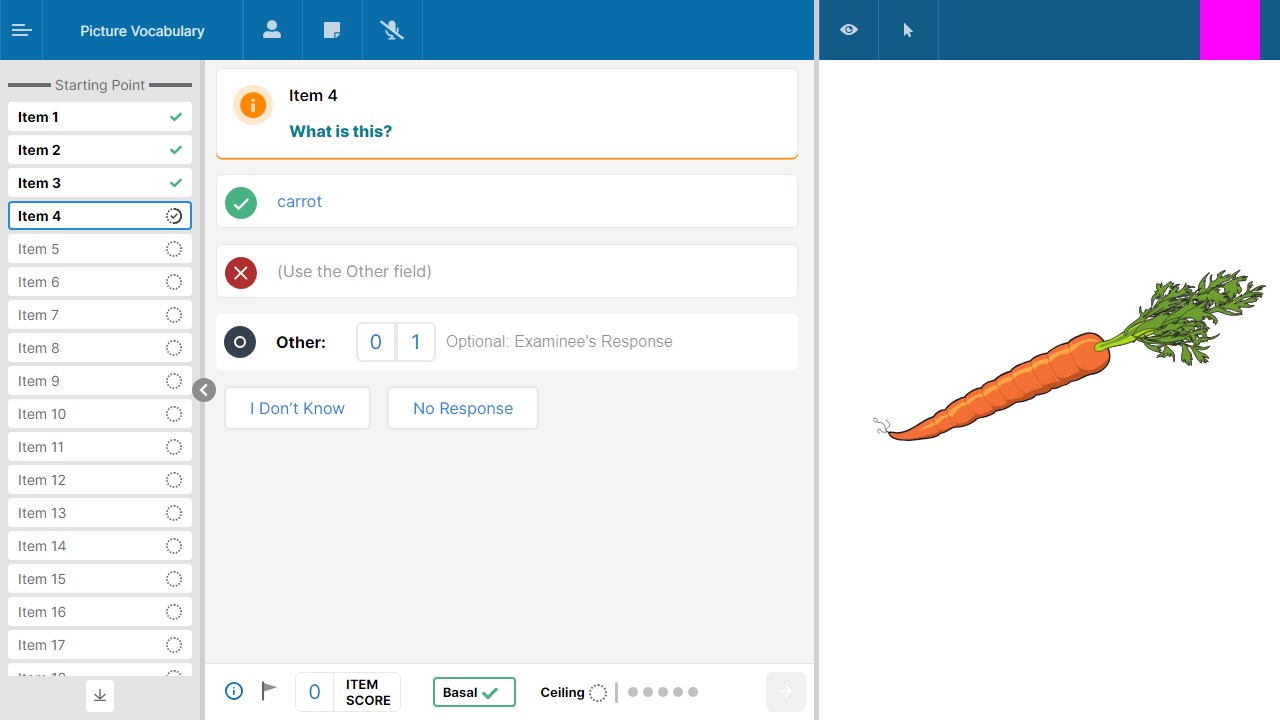 Picture Vocabulary
Starting Point
Item 1
Item 2
Item 3
Item 4
Item 5
Item 6
Item 7
Item 8
Item 9
Item 10
Item 11
Item 12
Item 13
Item 14
Item 15
Item 16
Item 17
Item 4
What is this?
carrot
(Use the Other field)
Other: 0 1 Optional: Examinee's Response
I Don’t Know No Response
0 ITEM SCORE Basal Ceiling